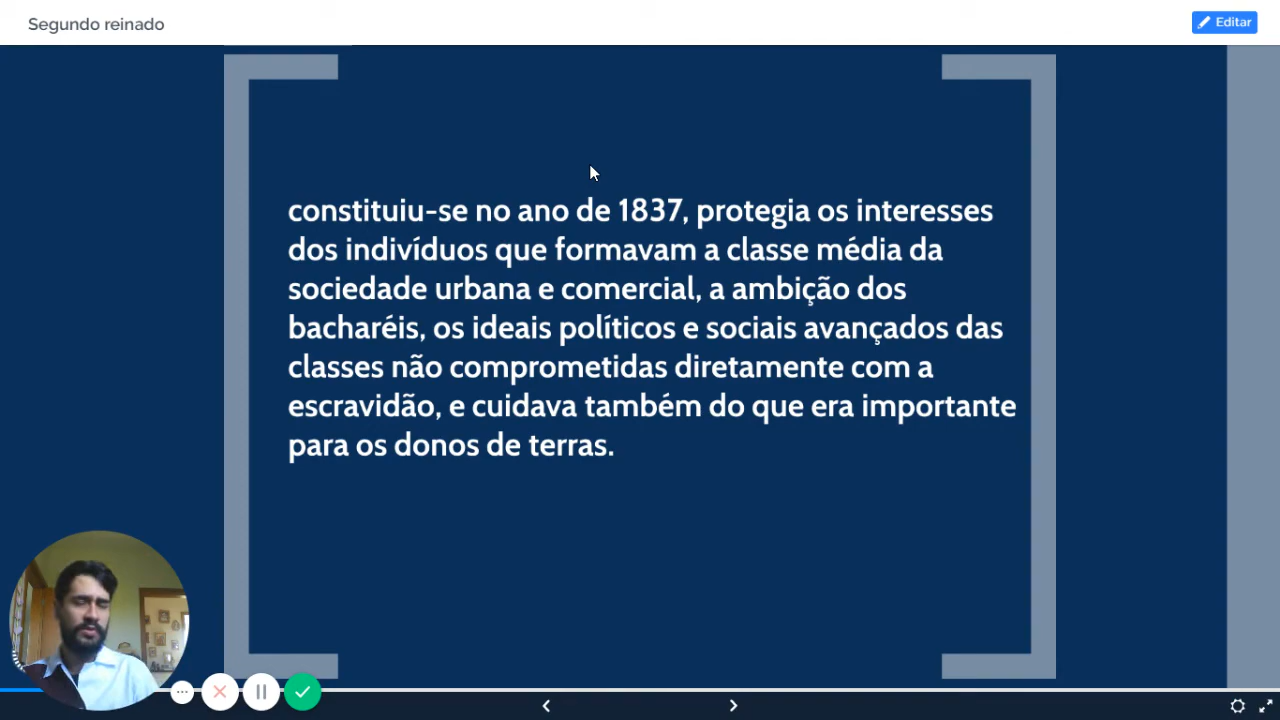 Segundo reinado
Editar
constituiu-se no ano de 1837, protegia os interesses
dos indivíduos que formavam a classe média da
sociedade urbana e comercial, a ambição dos
bacharéis, os ideais políticos e sociais avançados das
classes não comprometidas diretamente com a
escravidão, e cuidava também do que era importante
para os donos de terras.